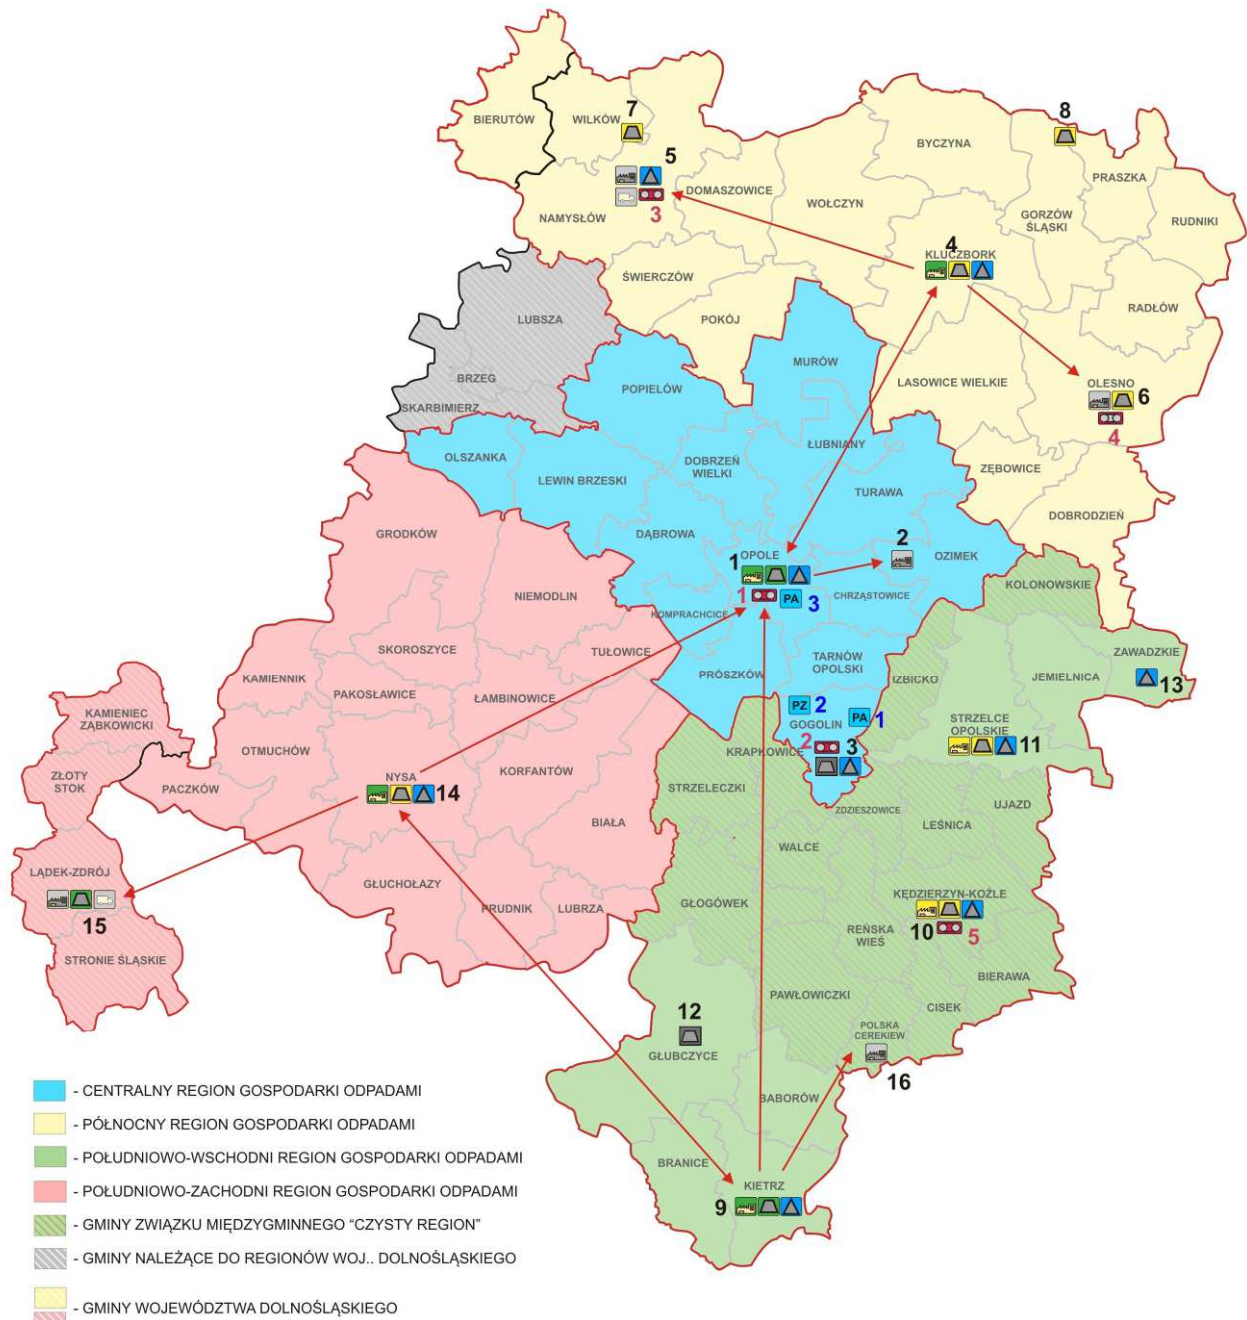 BIERUTÓW
WILKÓW
7
8
BYCZYNA
PRASZKA
5
DOMASZOWICE
WOŁCZYN
NAMYSŁÓW
3
GORZÓW
ŚLĄSKI
RUDNIKI
4
KLUCZBORK
ŚWIERCZÓW
RADŁÓW
LUBSZA
POKÓJ
MURÓW
BRZEG
SKARBIMIERZ
POPIELÓW
LASOWICE WIELKIE
OLESNO
6
4
OLSZANKA
LEWIN BRZESKI
DOBRZEŃ
WIELKI
ŁUBNIANY
ZĘBOWICE
TURAWA
DOBRODZIEŃ
GRODKÓW
DĄBROWA
2
OZIMEK
OPOLE
1
1
PA
3
CHRZĄSTOWICE
KOLONOWSKIE
NIEMODLIN
KOMPRACHCICE
SKOROSZYCE
TUŁOWICE
TARNÓW
OPOLSKI
PRÓSZKÓW
ZAWADZKIE
13
IZBICKO
JEMIELNICA
KAMIENNIK
PAKOSŁAWICE
ŁAMBINOWICE
KAMIENIEC
ZĄBKOWICKI
PZ
2
PA
1
GOGOLIN
STRZELCE
OPOLSKIE
11
2
3
OTMUCHÓW
KRAPKOWICE
KORFANTÓW
NYSA
14
STRZELECZKI
ZŁOTY
STOK
PACZKÓW
ZDZIESZOWICE
UJAZD
LEŚNICA
BIAŁA
WALCE
LĄDEK-ZDRÓJ
15
GŁUCHOŁAZY
PRUDNIK
LUBRZA
GŁOGÓWEK
KĘDZIERZYN-KOŹLE
10
5
REŃSKA
WIEŚ
STRONIE ŚLĄSKIE
BIERAWA
PAWŁOWICZKI
CISEK
12
GŁUBCZYCE
POLSKA
CEREKIEW
16
BABORÓW
BRANICE
KIETRZ
9
- CENTRALNY REGION GOSPODARKI ODPADAMI
- PÓŁNOCNY REGION GOSPODARKI ODPADAMI
- POŁUDNIOWO-WSCHODNI REGION GOSPODARKI ODPADAMI
- POŁUDNIOWO-ZACHODNI REGION GOSPODARKI ODPADAMI
- GMINY ZWIĄZKU MIĘDZYGMINNEGO “CZYSTY REGION”
- GMINY NALEŻĄCE DO REGIONÓW WOJ.. DOLNOŚLĄSKIEGO
- GMINY WOJEWÓDZTWA DOLNOŚLĄSKIEGO